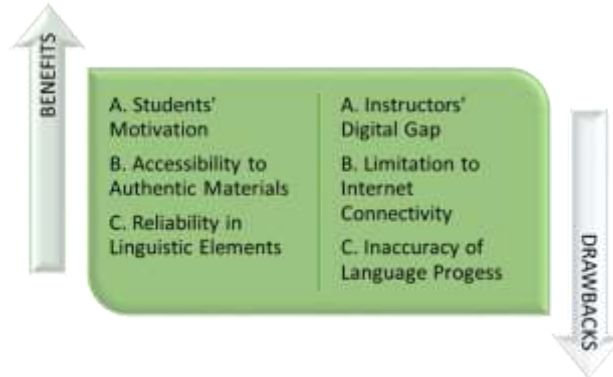 BENEFITS
A. Students'
Motivation
B. Accessibility to
Authentic Materials
C. Reliability in
Linguistic Elements
A. Instructors'
Digital Gap
B. Limitation to
Internet
Connectivity
C. Inaccuracy of
Language Progess
DRAWBACKS